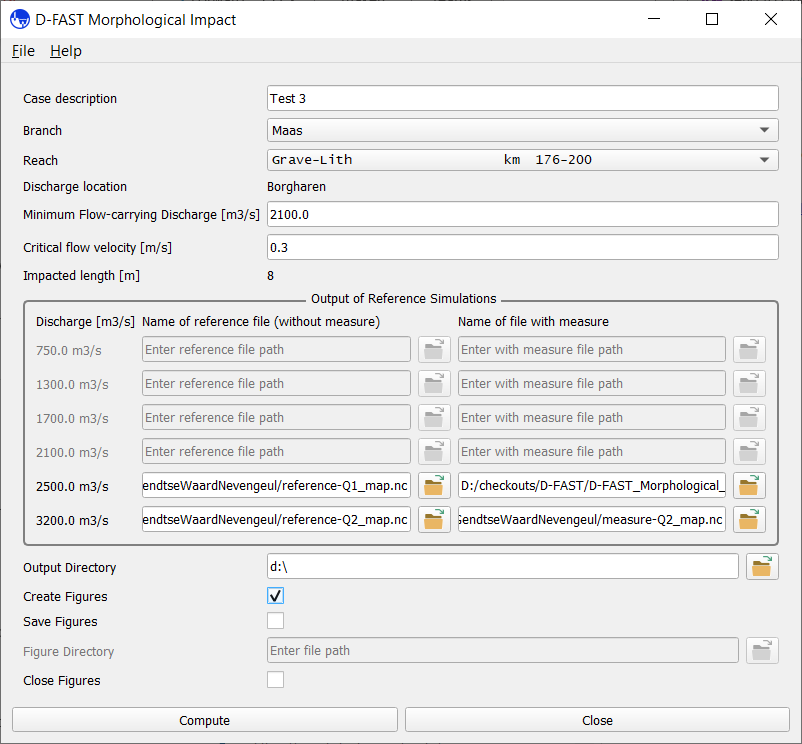 D-FAST Morphological Impact
File Help
Case description Test 3
Branch Maas
Reach Grave-Lith km 176-200
Discharge location Borgharen
Minimum Flow-carrying Discharge [m3/s] 2100.0
Critical flow velocity [m/s] 0.3
Impacted length [m] 8
Output of Reference Simulations
Discharge [m3/s] Name of reference file (without measure) Name of file with measure
750.0 m3/s Enter reference file path Enter with measure file path
1300.0 m3/s Enter reference file path Enter with measure file path
1700.0 m3/s Enter reference file path Enter with measure file path
2100.0 m3/s Enter reference file path Enter with measure file path
2500.0 m3/s endtseWaardNevengeul/reference-Q1_map.nc D:/checkouts/D-FAST/D-FAST_Morphological_
3200.0 m3/s endtseWaardNevengeul/reference-Q2_map.nc GendtseWaardNevengeul/measure-Q2_map.nc
Output Directory d:\
Create Figures
Save Figures
Figure Directory Enter file path
Close Figures
Compute Close